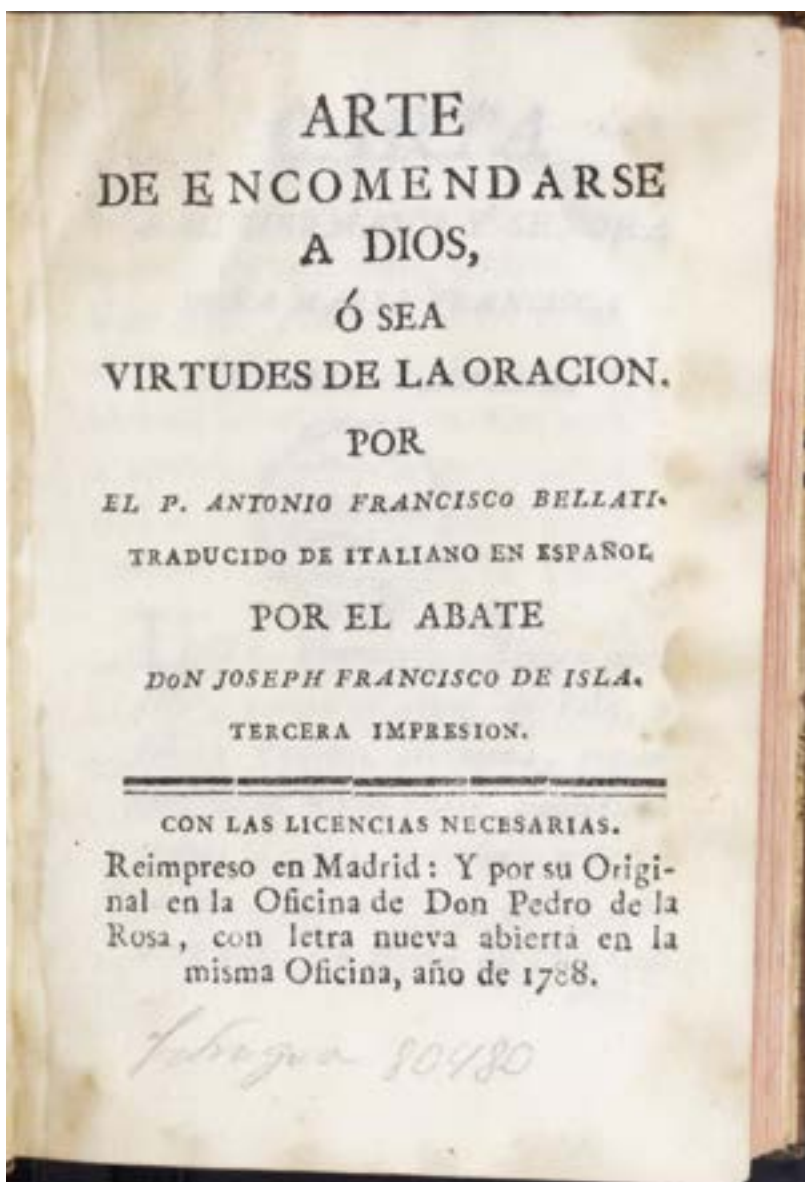 ARTE
DE ENCOMENDARSE
A DIOS,
Ó SEA
VIRTUDES DE LA ORACION.
POR
EL P. ANTONIO FRANCISCO BELLATI.
TRADUCIDO DE ITALIANO EN ESPAÑOL
POR EL ABATE
DON JOSEPH FRANCISCO DE ISLA.
TERCERA IMPRESION.
CON LAS LICENCIAS NECESARIAS.
Reimpreso en Madrid: Y por su Origi-
nal en la Oficina de Don Pedro de la
Rosa, con letra nueva abierta en la
misma Oficina, año de 1788.
80480